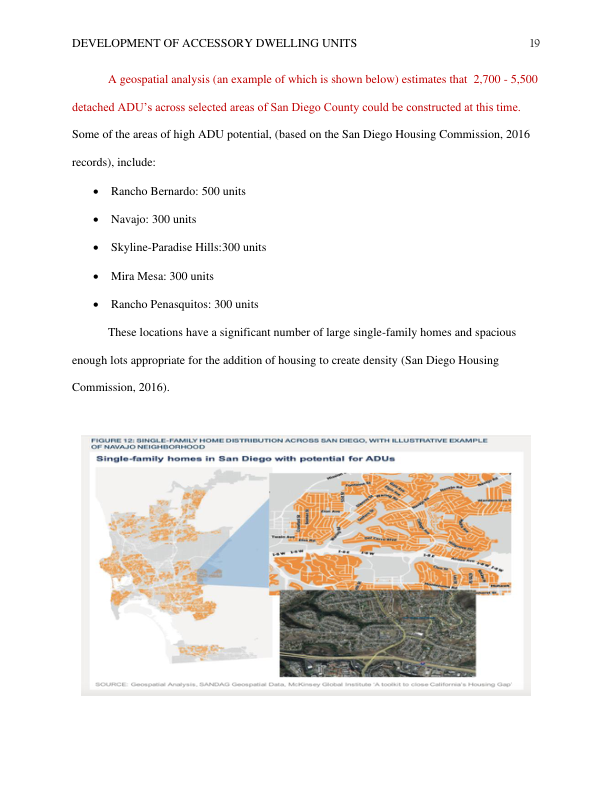 DEVELOPMENT OF ACCESSORY DWELLING UNITS 19
A geospatial analysis (an example of which is shown below) estimates that 2,700 - 5,500
detached ADU's across selected areas of San Diego County could be constructed at this time.
Some of the areas of high ADU potential, (based on the San Diego Housing Commission, 2016
records), include:
• Rancho Bernardo: 500 units
• Navajo: 300 units
• Skyline-Paradise Hills:300 units
• Mira Mesa: 300 units
• Rancho Penasquitos: 300 units
These locations have a significant number of large single-family homes and spacious
enough lots appropriate for the addition of housing to create density (San Diego Housing
Commission, 2016).
FIGURE 12: SINGLE-FAMILY HOME DISTRIBUTION ACROSS SAN DIEGO, WITH ILLUSTRATIVE EXAMPLE
OF NAVAJO NEIGHBORHOOD
Single-family homes in San Diego with potential for ADUs
SOURCE: Geospatial Analysis, SANDAG Geospatial Data, McKinsey Global Institute 'A toolkit to close California's Housing Gap'